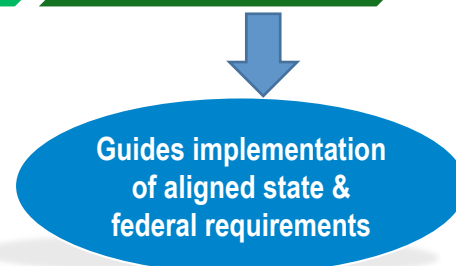 Guides implementation
of aligned state &
federal requirements